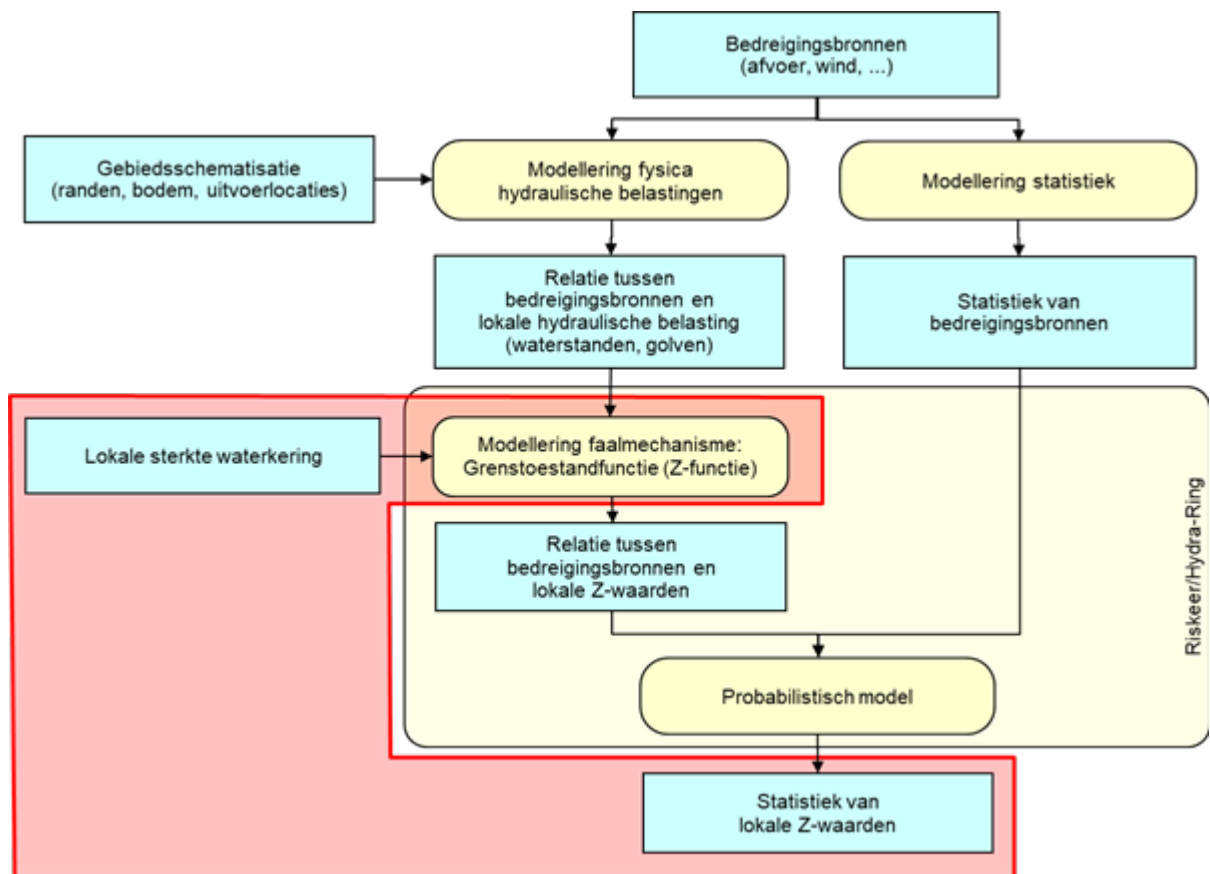 Bedreigingsbronnen
(afvoer, wind, ...)
Gebiedsschematisatie
(randen, bodem, uitvoerlocaties)
Modellering fysica
hydraulische belastingen
Modellering statistiek
Relatie tussen
bedreigingsbronnen en
lokale hydraulische belasting
(waterstanden, golven)
Statistiek van
bedreigingsbronnen
Lokale sterkte waterkering
Modellering faalmechanisme:
Grenstoestandfunctie (Z-functie)
Relatie tussen
bedreigingsbronnen en
lokale Z-waarden
Riskeer/Hydra-Ring
Probabilistisch model
Statistiek van
lokale Z-waarden